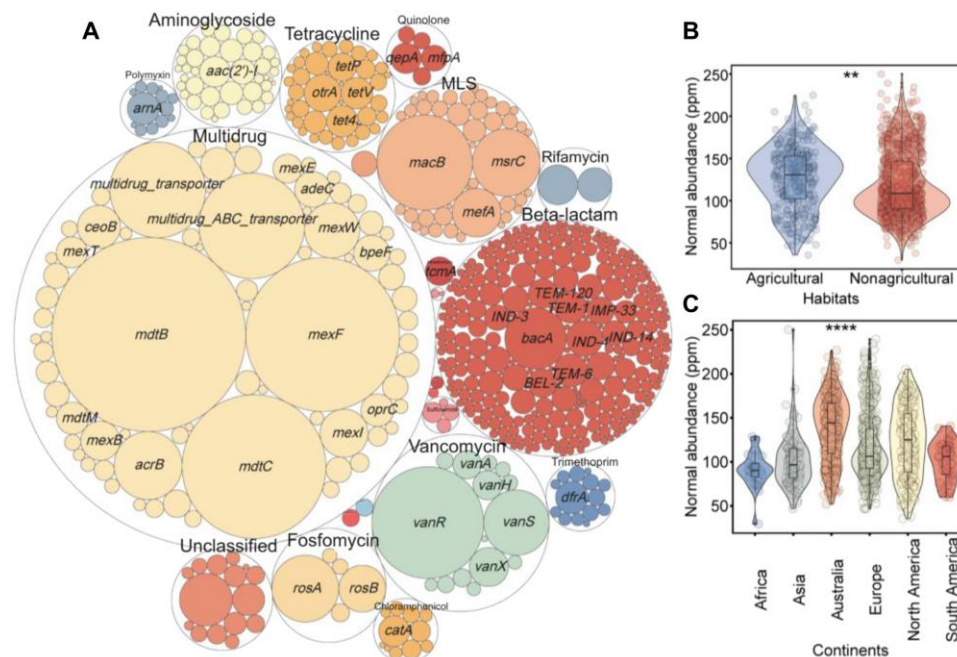 A
Aminoglycoside
aac(2')-I
Polymyxin
arnA
Tetracycline
tetP
otrA
tetV
tet4
Quinolone
qepA
mfpA
MLS
macB
msrC
mefA
Rifamycin
Multidrug
mexE
multidrug_transporter
adeC
multidrug_ABC_transporter
ceoB
mexW
mexT
bpeF
mdtB
mexF
mdtM
oprC
mexB
mexI
acrB
mdtC
Beta-lactam
tcmA
TEM-120
TEM-1
IMP-33
IND-3
bacA
IND-4
IND-14
TEM-6
BEL-2
Sulfonamide
Vancomycin
vanA
vanH
vanR
vanS
vanX
Trimethoprim
dfrA
Unclassified
Fosfomycin
rosA
rosB
Chloramphanicol
catA
B
Normal abundance (ppm)
250
200
150
100
50
**
Agricultural
Nonagricultural
Habitats
C
Normal abundance (ppm)
250
200
150
100
50
****
Africa
Asia
Australia
Europe
North America
South America
Continents